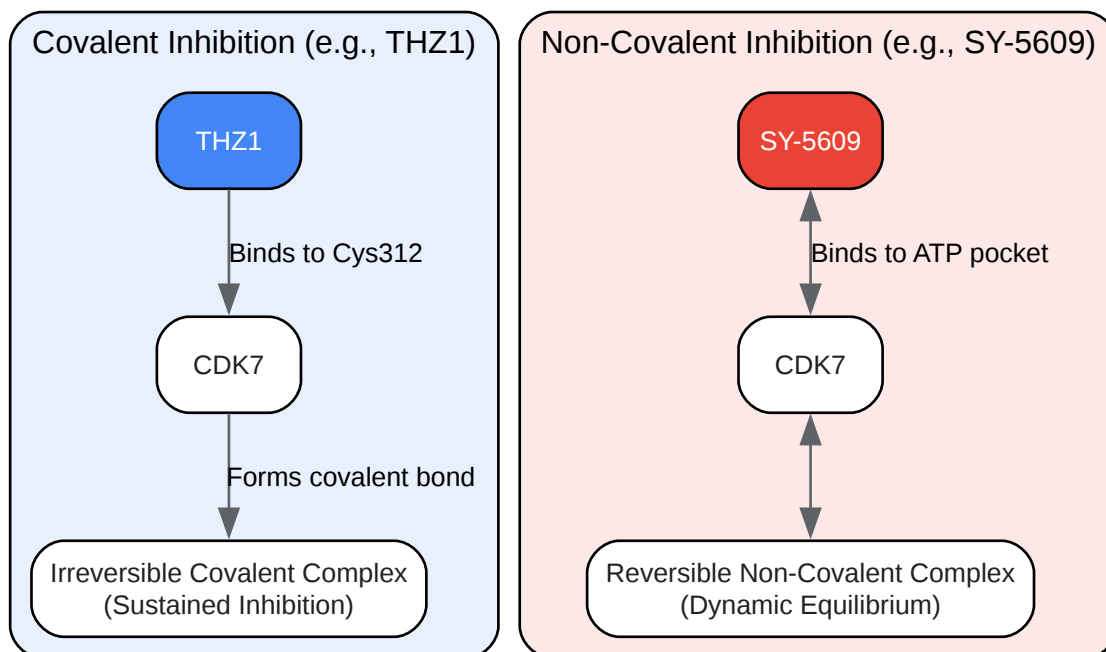 Covalent Inhibition (e.g., THZ1)
THZ1
Binds to Cys312
CDK7
Forms covalent bond
Irreversible Covalent Complex
(Sustained Inhibition)
Non-Covalent Inhibition (e.g., SY-5609)
SY-5609
Binds to ATP pocket
CDK7
Reversible Non-Covalent Complex
(Dynamic Equilibrium)